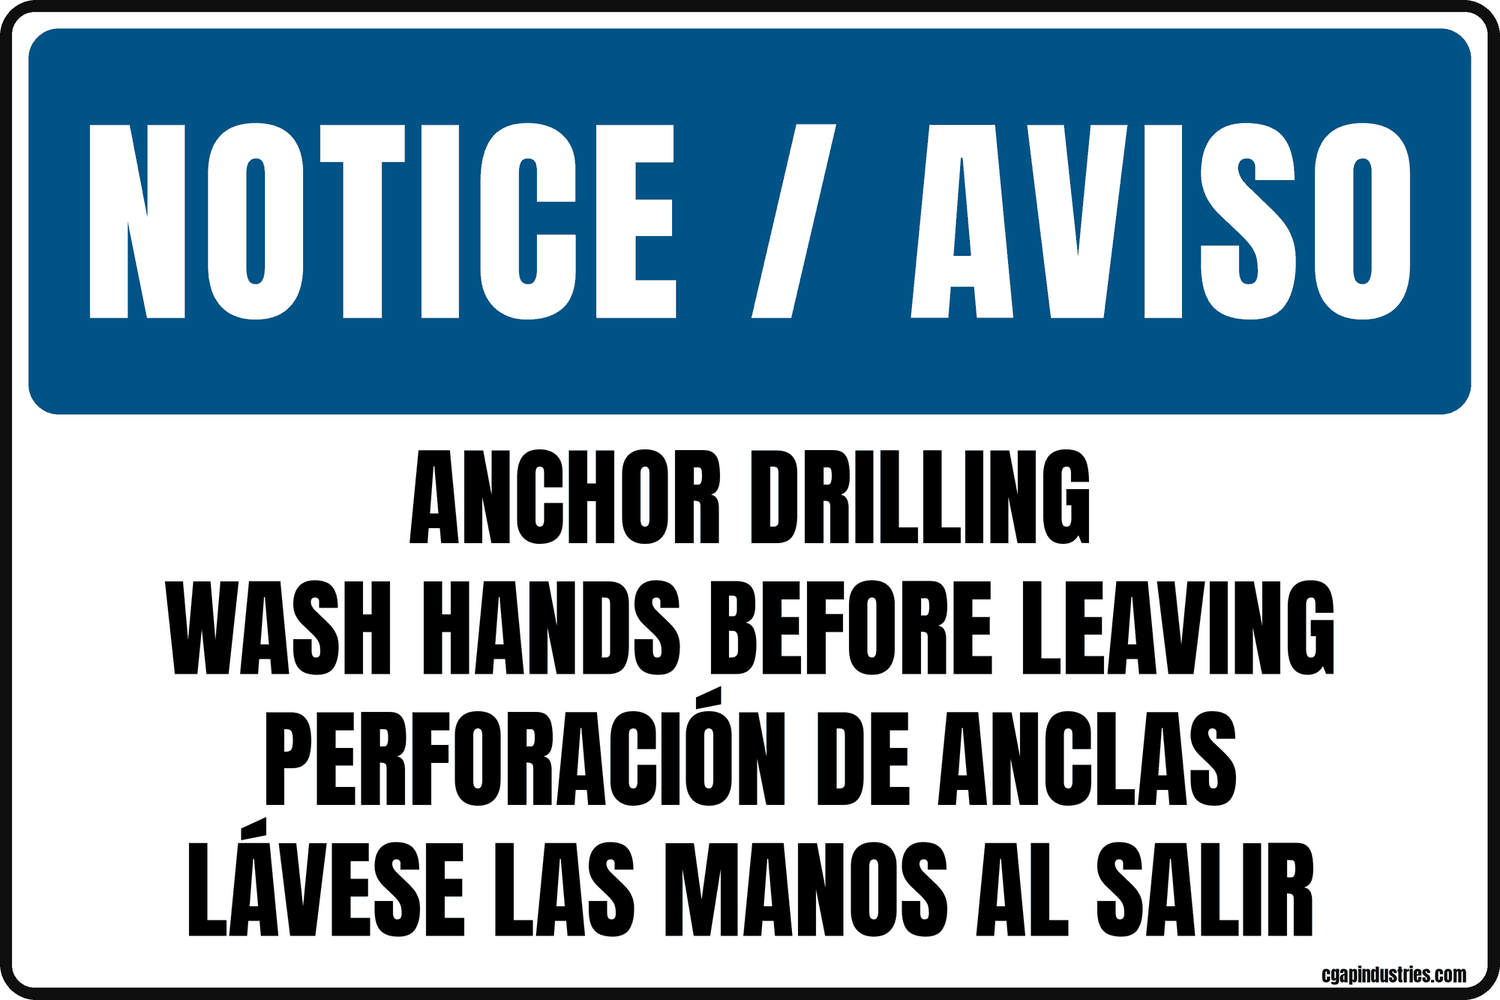 NOTICE / AVISO
ANCHOR DRILLING
WASH HANDS BEFORE LEAVING
PERFORACIÓN DE ANCLAS
LÁVESE LAS MANOS AL SALIR
cgapindustries.com